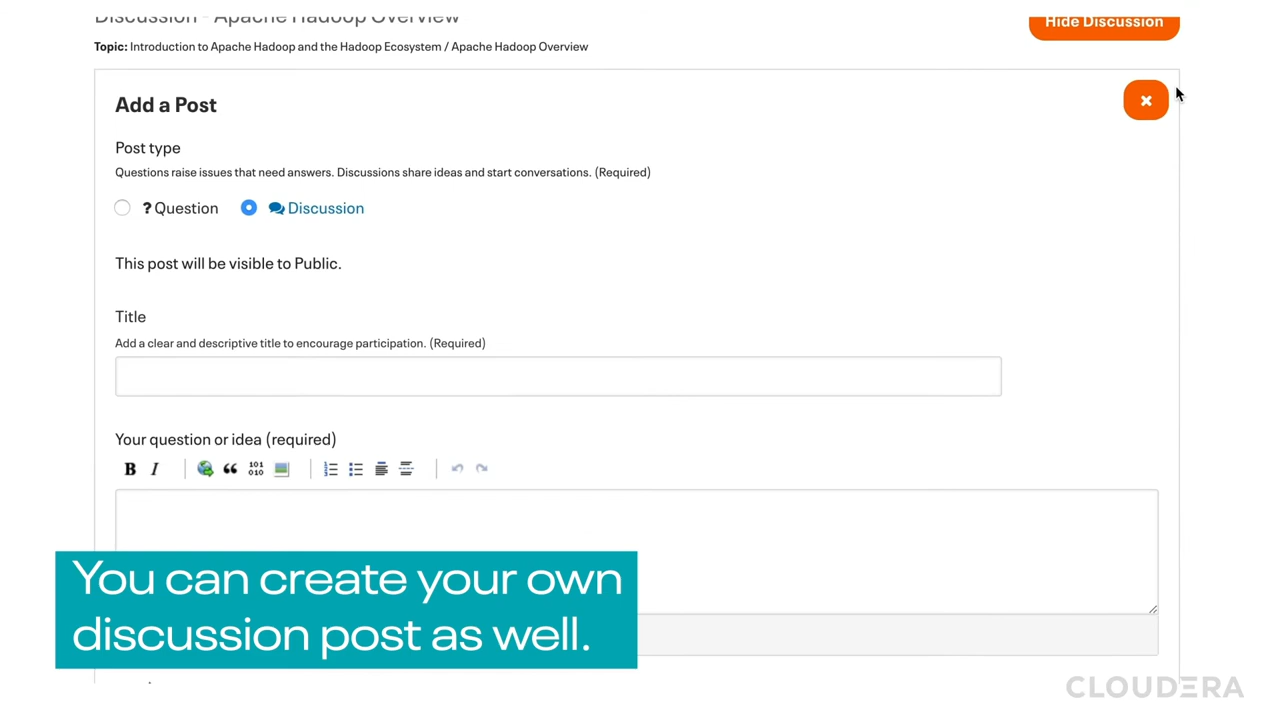 Discussion - Apache Hadoop Overview
Hide Discussion
Topic: Introduction to Apache Hadoop and the Hadoop Ecosystem / Apache Hadoop Overview
Add a Post
Post type
Questions raise issues that need answers. Discussions share ideas and start conversations. (Required)
? Question Discussion
This post will be visible to Public.
Title
Add a clear and descriptive title to encourage participation. (Required)
Your question or idea (required)
B I 101 010
You can create your own
discussion post as well.
CLOUDERA